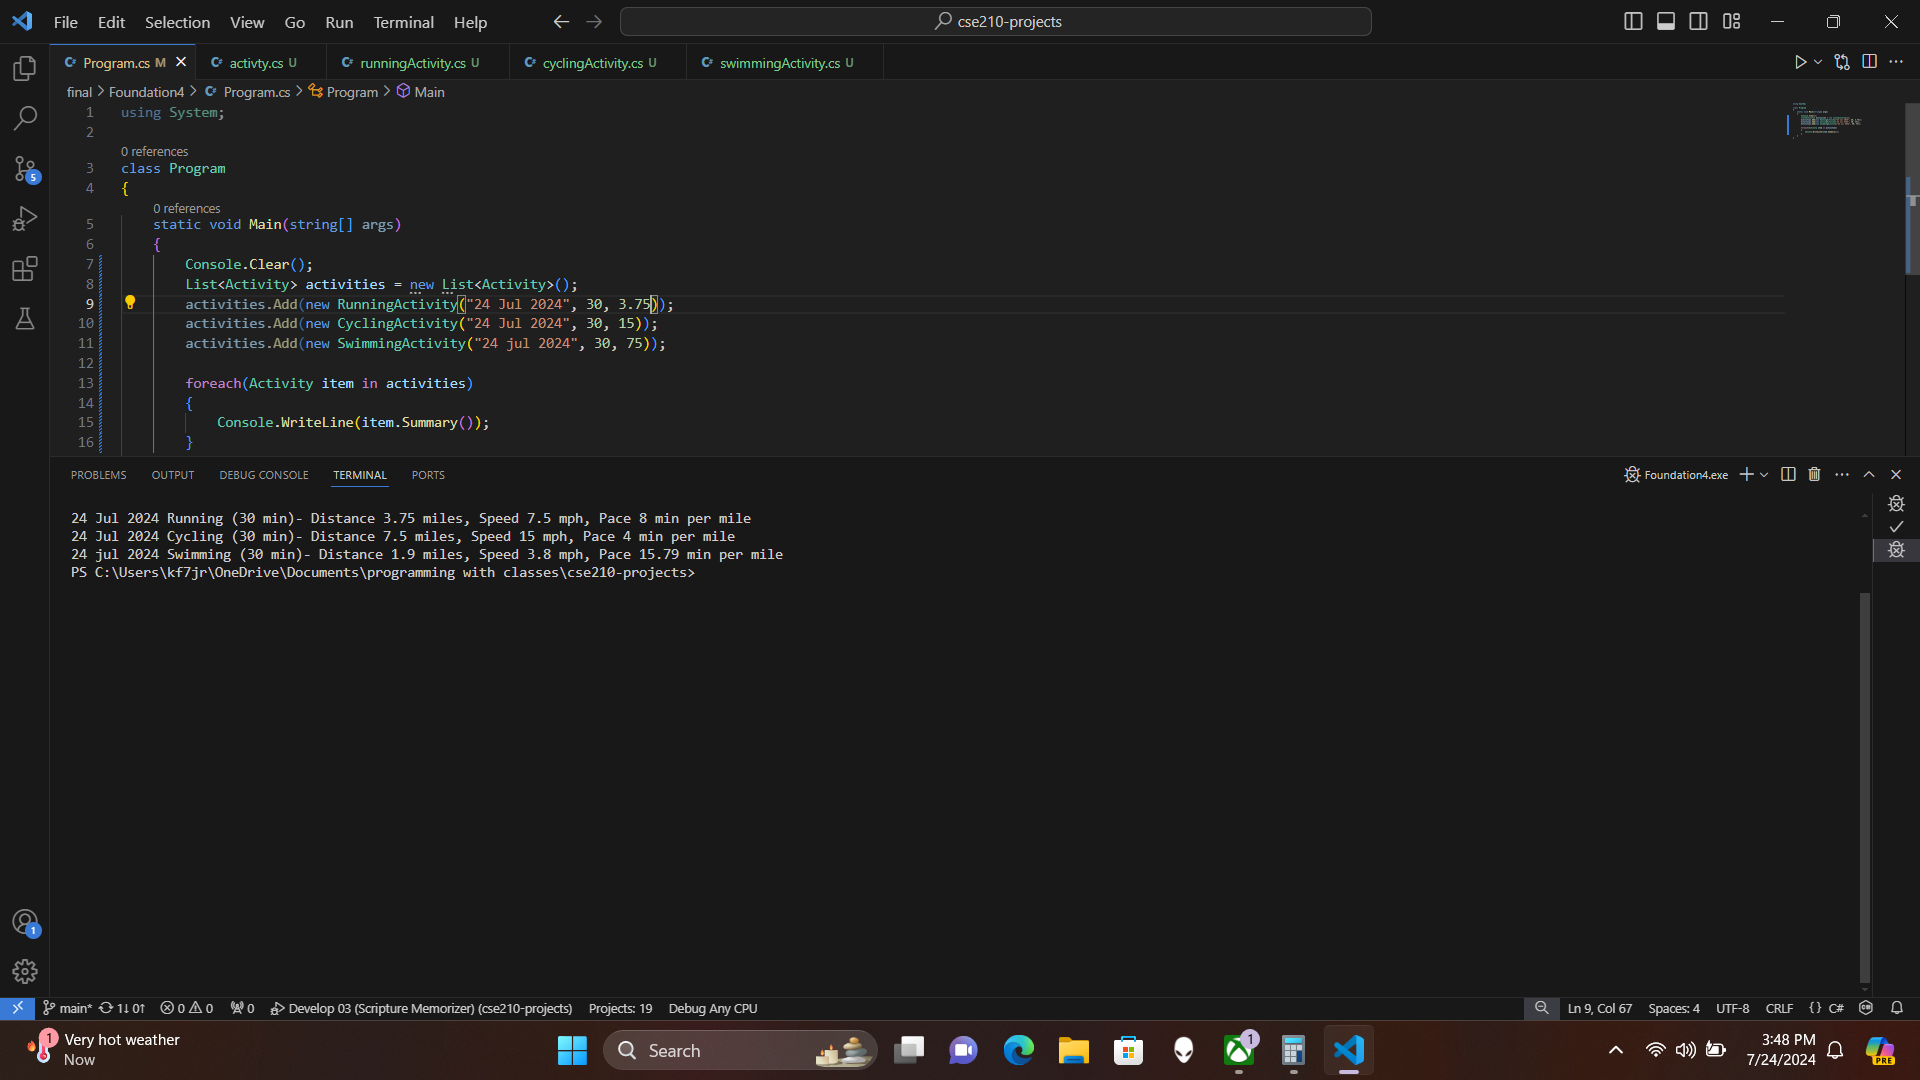 File Edit Selection View Go Run Terminal Help cse210-projects
Program.cs M activty.cs U runningActivity.cs U cyclingActivity.cs U swimmingActivity.cs U
final > Foundation4 > Program.cs > Program > Main
1 using System;
2
0 references
3 class Program
4 {
0 references
5 static void Main(string[] args)
6 {
7 Console.Clear();
8 List<Activity> activities = new List<Activity>();
9 activities.Add(new RunningActivity("24 Jul 2024", 30, 3.75));
10 activities.Add(new CyclingActivity("24 Jul 2024", 30, 15));
11 activities.Add(new SwimmingActivity("24 jul 2024", 30, 75));
12
13 foreach(Activity item in activities)
14 {
15 Console.WriteLine(item.Summary());
16 }
PROBLEMS OUTPUT DEBUG CONSOLE TERMINAL PORTS Foundation4.exe
24 Jul 2024 Running (30 min)- Distance 3.75 miles, Speed 7.5 mph, Pace 8 min per mile
24 Jul 2024 Cycling (30 min)- Distance 7.5 miles, Speed 15 mph, Pace 4 min per mile
24 jul 2024 Swimming (30 min)- Distance 1.9 miles, Speed 3.8 mph, Pace 15.79 min per mile
PS C:\Users\kf7jr\OneDrive\Documents\programming with classes\cse210-projects>
5
1
main* 1↓ 0↑ 0 0 0 Develop 03 (Scripture Memorizer) (cse210-projects) Projects: 19 Debug Any CPU Ln 9, Col 67 Spaces: 4 UTF-8 CRLF {} C#
1 Very hot weather
Now
Search
1
3:48 PM
7/24/2024
PRE